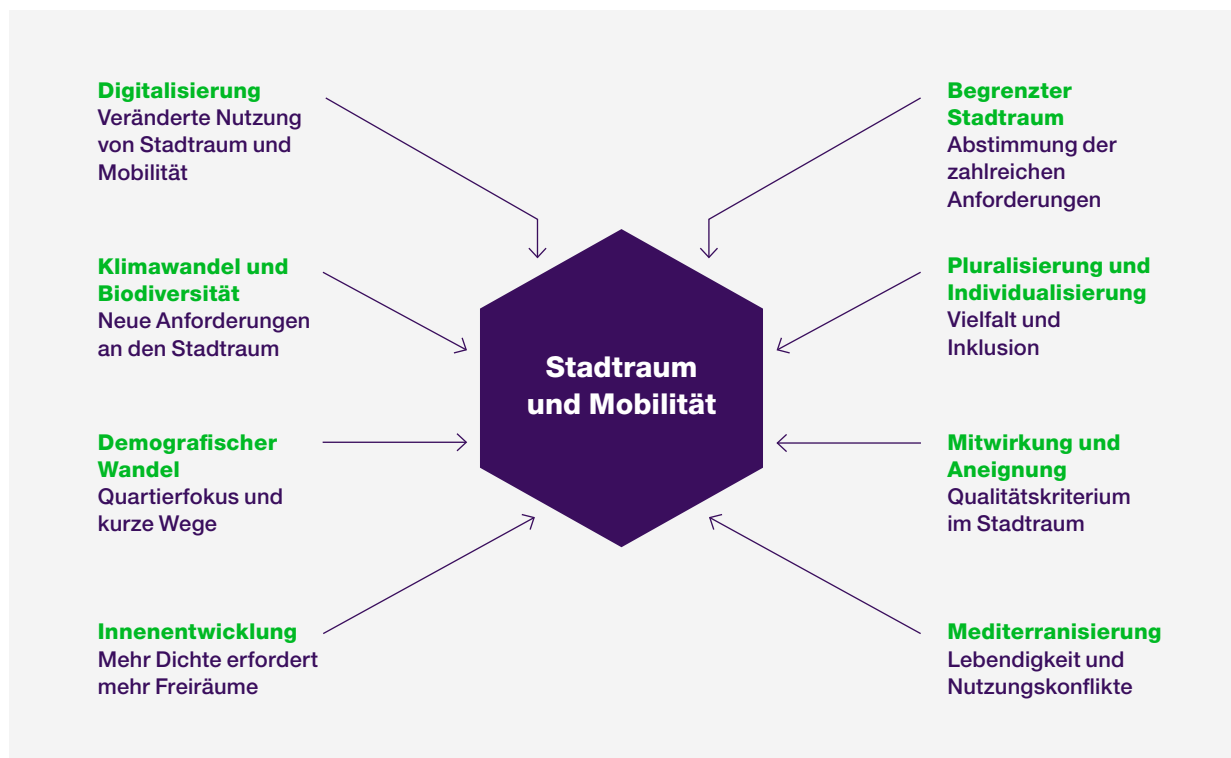 Digitalisierung
Veränderte Nutzung
von Stadtraum und
Mobilität
Klimawandel und
Biodiversität
Neue Anforderungen
an den Stadtraum
Demografischer
Wandel
Quartierfokus und
kurze Wege
Innenentwicklung
Mehr Dichte erfordert
mehr Freiräume
Stadtraum
und Mobilität
Begrenzter
Stadtraum
Abstimmung der
zahlreichen
Anforderungen
Pluralisierung und
Individualisierung
Vielfalt und
Inklusion
Mitwirkung und
Aneignung
Qualitätskriterium
im Stadtraum
Mediterranisierung
Lebendigkeit und
Nutzungskonflikte